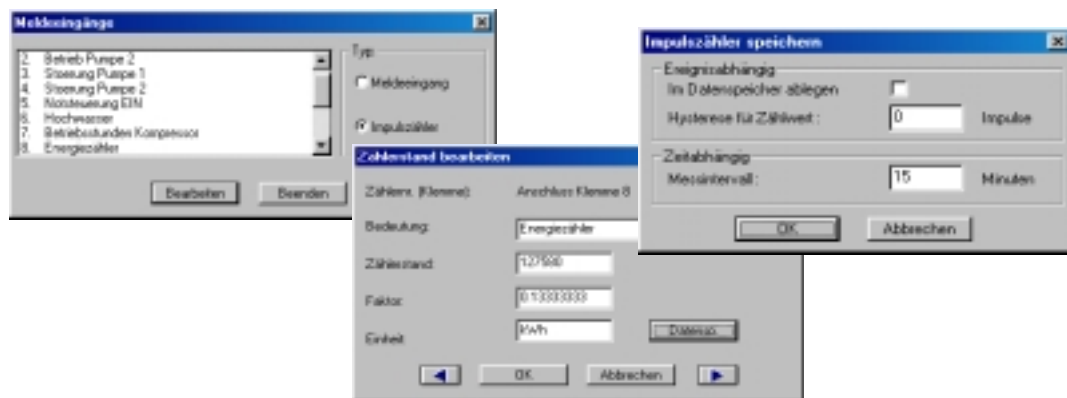 Meldeeingänge
2. Betrieb Pumpe 2
3. Stoerung Pumpe 1
4. Stoerung Pumpe 2
5. Notsteuerung EIN
6. Hochwasser
7. Betriebsstunden Kompressor
8. Energiezähler
Typ
Meldeeingang
Impulszähler
Bearbeiten
Beenden
Zählerstand bearbeiten
Zählernr. (Klemme):
Anschluss Klemme 8
Bedeutung:
Energiezähler
Zählerstand:
127580
Faktor:
0.13333333
Einheit:
kWh
Datensp.
OK
Abbrechen
Impulszähler speichern
Ereignisabhängig
Im Datenspeicher ablegen
Hysterese für Zählwert :
0
Impulse
Zeitabhängig
Messintervall :
15
Minuten
OK
Abbrechen